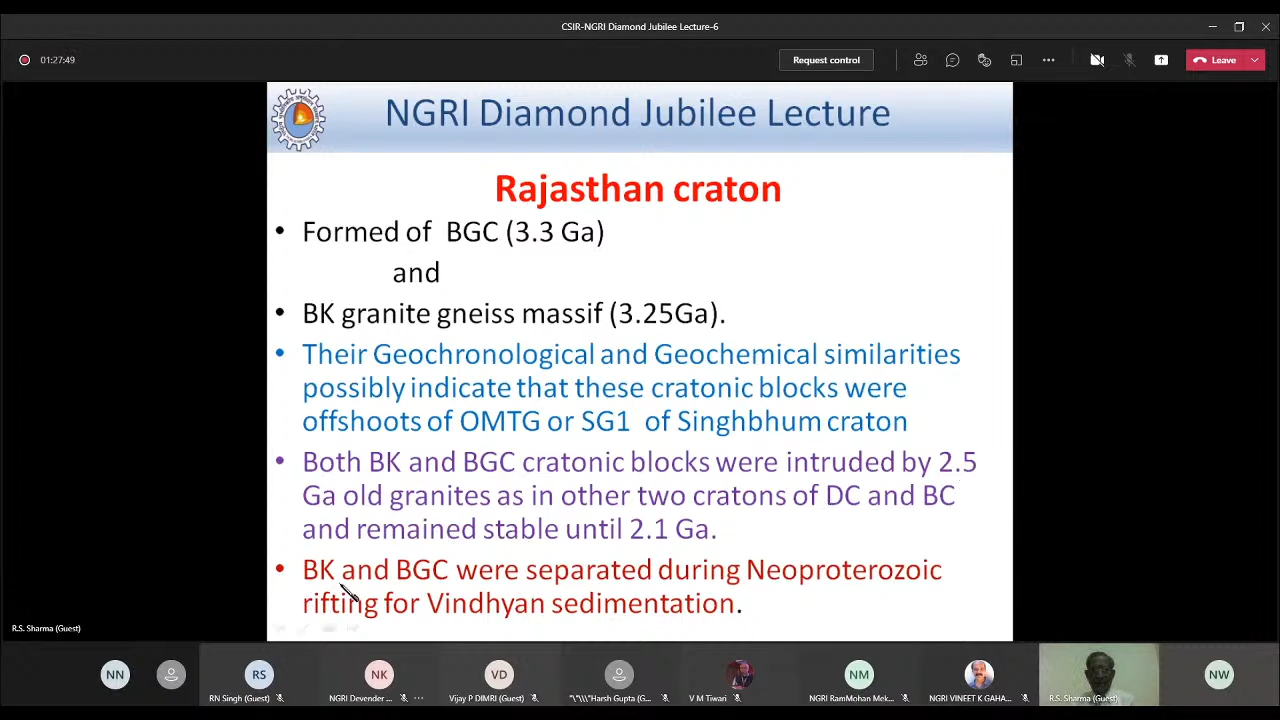 CSIR-NGRI Diamond Jubilee Lecture-6
01:27:49
Request control
Leave
NGRI Diamond Jubilee Lecture
Rajasthan craton
• Formed of BGC (3.3 Ga)
and
• BK granite gneiss massif (3.25Ga).
• Their Geochronological and Geochemical similarities
possibly indicate that these cratonic blocks were
offshoots of OMTG or SG1 of Singhbhum craton
• Both BK and BGC cratonic blocks were intruded by 2.5
Ga old granites as in other two cratons of DC and BC
and remained stable until 2.1 Ga.
• BK and BGC were separated during Neoproterozoic
rifting for Vindhyan sedimentation.
R.S. Sharma (Guest)
NN
RS
NK
VD
NM
NW
RN Singh (Guest)
NGRI Devender ...
Vijay P DIMRI (Guest)
"\"\\\"Harsh Gupta (G...
V M Tiwari
NGRI RamMohan Mek...
NGRI VINEET K GAHA...
R.S. Sharma (Guest)